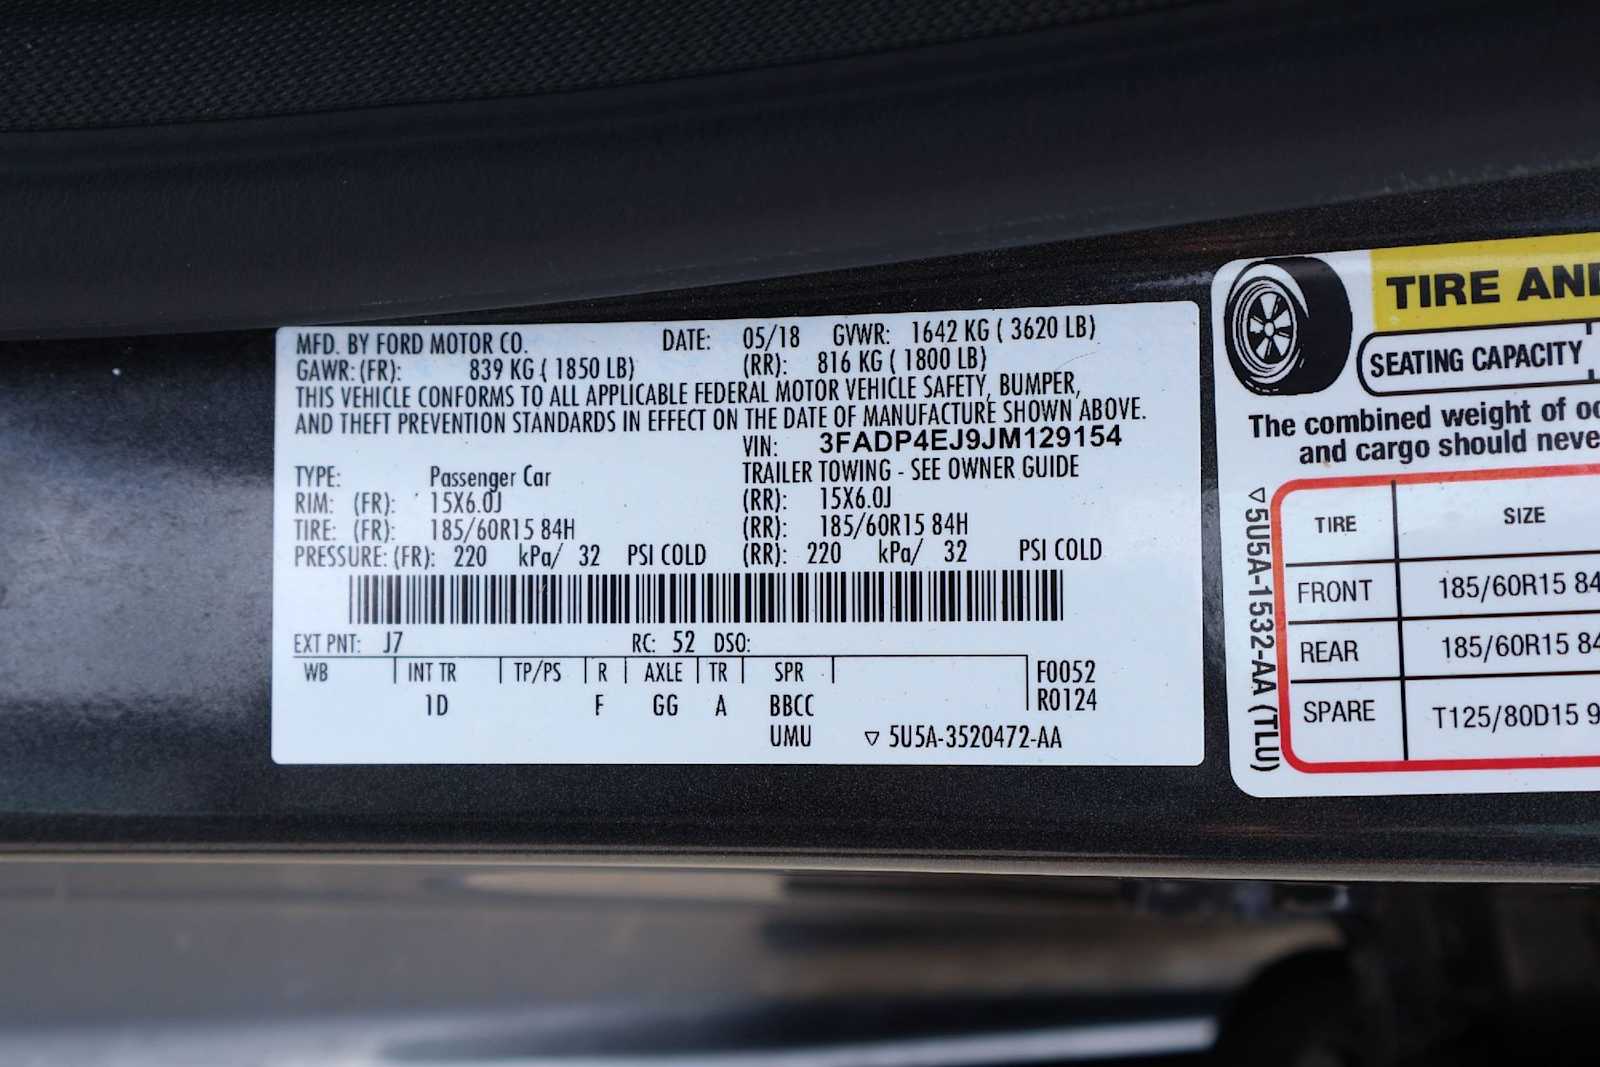 MFD. BY FORD MOTOR CO. DATE: 05/18 GVWR: 1642 KG ( 3620 LB)
GAWR: (FR): 839 KG ( 1850 LB) (RR): 816 KG ( 1800 LB)
THIS VEHICLE CONFORMS TO ALL APPLICABLE FEDERAL MOTOR VEHICLE SAFETY, BUMPER,
AND THEFT PREVENTION STANDARDS IN EFFECT ON THE DATE OF MANUFACTURE SHOWN ABOVE.
VIN: 3FADP4EJ9JM129154
TYPE: Passenger Car TRAILER TOWING - SEE OWNER GUIDE
RIM: (FR): 15X6.0J (RR): 15X6.0J
TIRE: (FR): 185/60R15 84H (RR): 185/60R15 84H
PRESSURE: (FR): 220 kPa/ 32 PSI COLD (RR): 220 kPa/ 32 PSI COLD
EXT PNT: J7 RC: 52 DSO:
WB INT TR TP/PS R AXLE TR SPR F0052
1D F GG A BBCC R0124
UMU ▽ 5U5A-3520472-AA
TIRE AND
SEATING CAPACITY
The combined weight of oc
and cargo should neve
▽5U5A-1532-AA (TLU)
TIRE SIZE
FRONT 185/60R15 84
REAR 185/60R15 84
SPARE T125/80D15 9